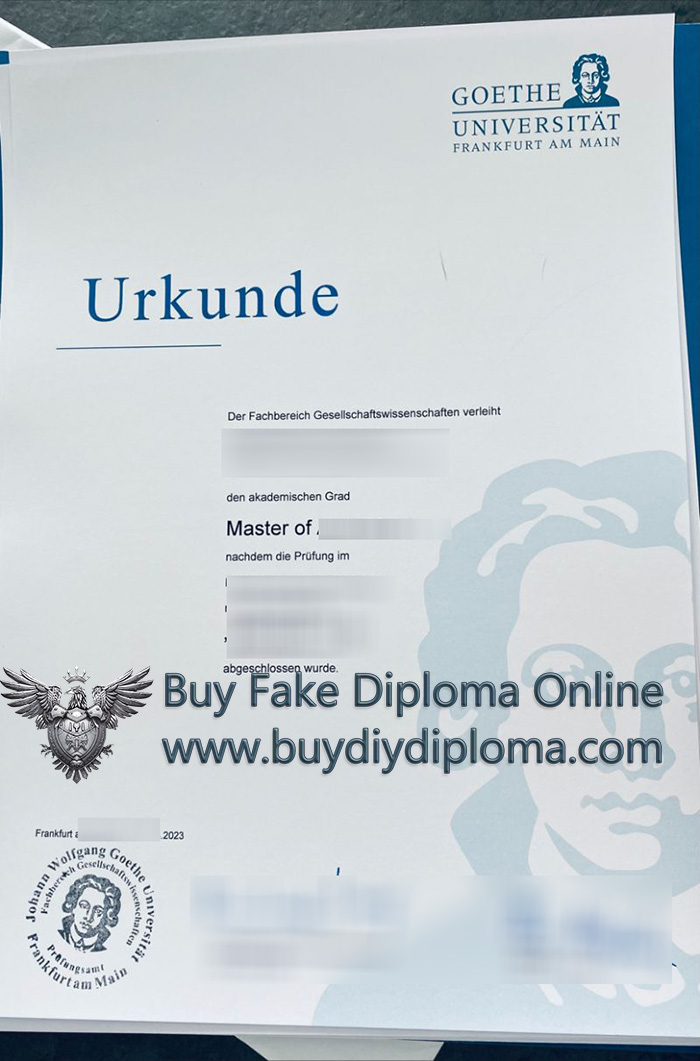 GOETHE
UNIVERSITÄT
FRANKFURT AM MAIN
Urkunde
Der Fachbereich Gesellschaftswissenschaften verleiht
den akademischen Grad
Master of
nachdem die Prüfung im
abgeschlossen wurde.
Buy Fake Diploma Online
www.buydiydiploma.com
Frankfurt a
.2023
Johann Wolfgang Goethe Universität
Fachbereich Gesellschaftswissenschaften
Prüfungsamt
Frankfurt am Main